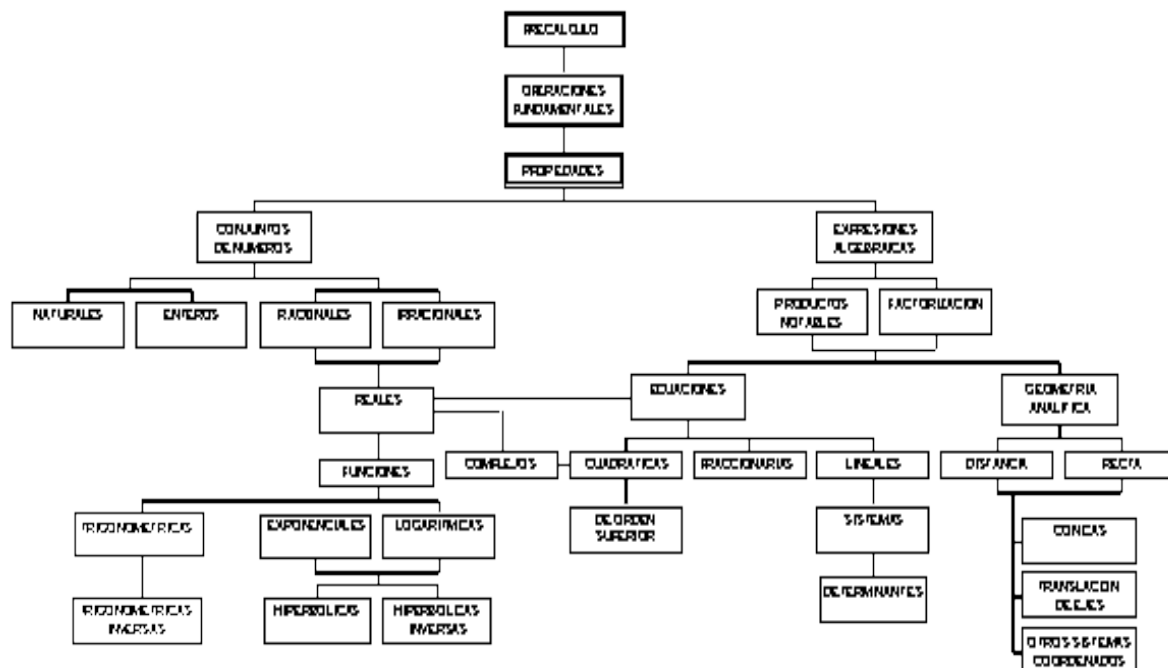 PRECALCULO
OPERACIONES
FUNDAMENTALES
PROPIEDADES
CONJUNTOS
DE NUMEROS
EXPRESIONES
ALGEBRAICAS
NATURALES
ENTEROS
RACIONALES
IRRACIONALES
PRODUCTOS
NOTABLES
FACTORIZACION
REALES
ECUACIONES
GEOMETRIA
ANALITICA
FUNCIONES
COMPLEJOS
CUADRATICAS
FRACCIONARIAS
LINEALES
DISTANCIA
RECTA
TRIGONOMETRICAS
EXPONENCIALES
LOGARITMICAS
DE ORDEN
SUPERIOR
SISTEMAS
CONICAS
TRIGONOMETRICAS
INVERSAS
HIPERBOLICAS
HIPERBOLICAS
INVERSAS
DETERMINANTES
TRANSLACION
DE EJES
OTROS SISTEMAS
COORDENADOS